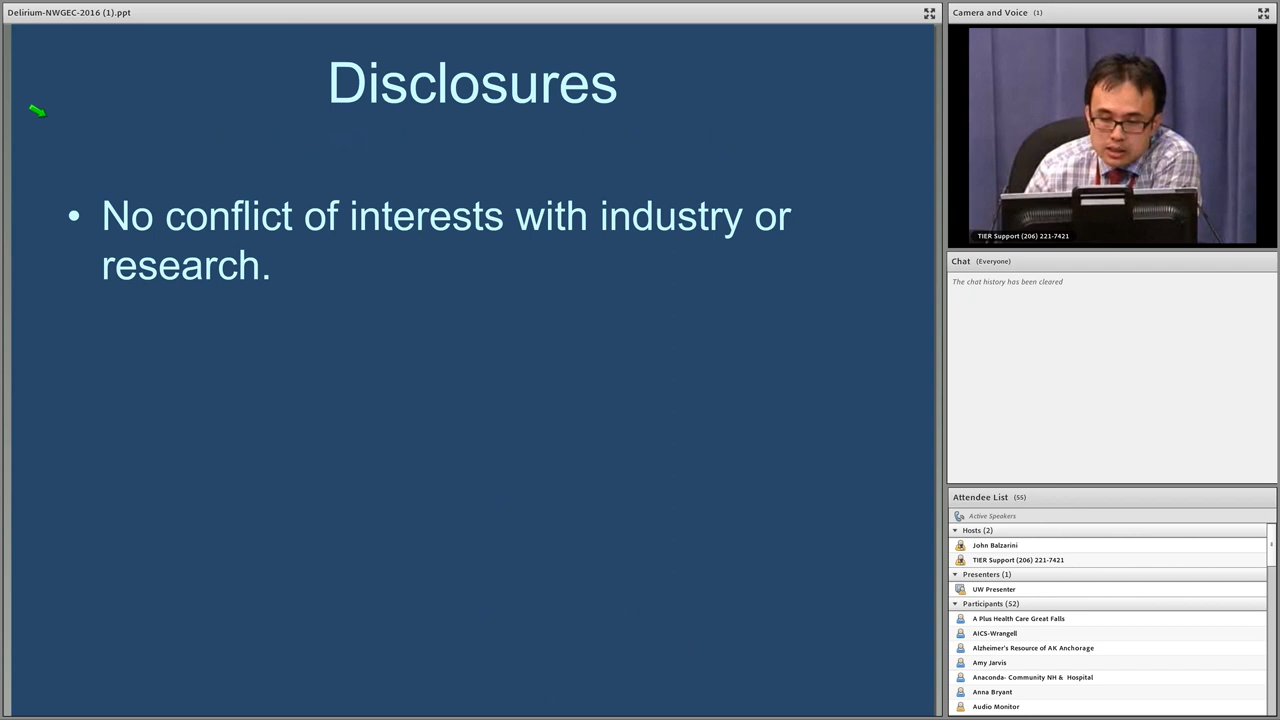 Delirium-NWGEC-2016 (1).ppt
Disclosures
• No conflict of interests with industry or
research.
Camera and Voice (1)
TIER Support (206) 221-7421
Chat (Everyone)
The chat history has been cleared
Attendee List (55)
Active Speakers
Hosts (2)
John Balzarini
TIER Support (206) 221-7421
Presenters (1)
UW Presenter
Participants (52)
A Plus Health Care Great Falls
AICS-Wrangell
Alzheimer's Resource of AK Anchorage
Amy Jarvis
Anaconda- Community NH & Hospital
Anna Bryant
Audio Monitor